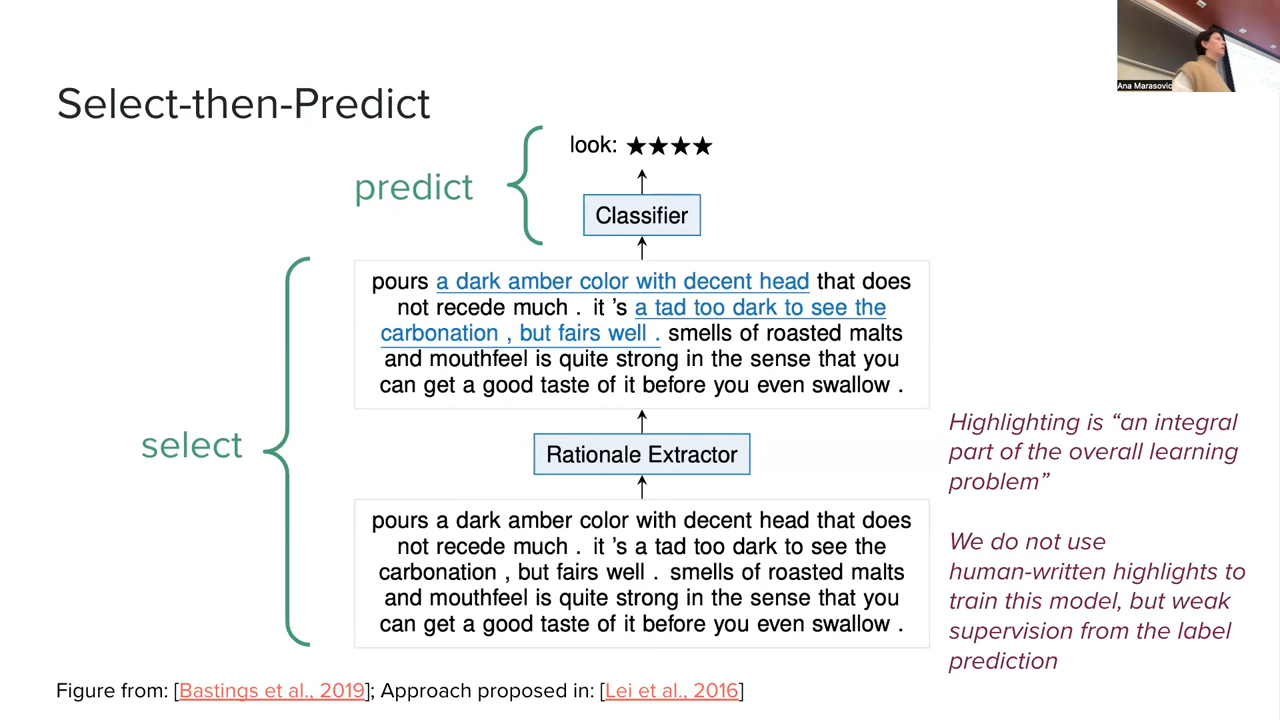 Ana Marasovic
Select-then-Predict
look: ★★★★
predict
Classifier
pours a dark amber color with decent head that does
not recede much . it 's a tad too dark to see the
carbonation , but fairs well . smells of roasted malts
and mouthfeel is quite strong in the sense that you
can get a good taste of it before you even swallow .
select
Rationale Extractor
pours a dark amber color with decent head that does
not recede much . it 's a tad too dark to see the
carbonation , but fairs well . smells of roasted malts
and mouthfeel is quite strong in the sense that you
can get a good taste of it before you even swallow .
Highlighting is “an integral
part of the overall learning
problem”
We do not use
human-written highlights to
train this model, but weak
supervision from the label
prediction
Figure from: [Bastings et al., 2019]; Approach proposed in: [Lei et al., 2016]